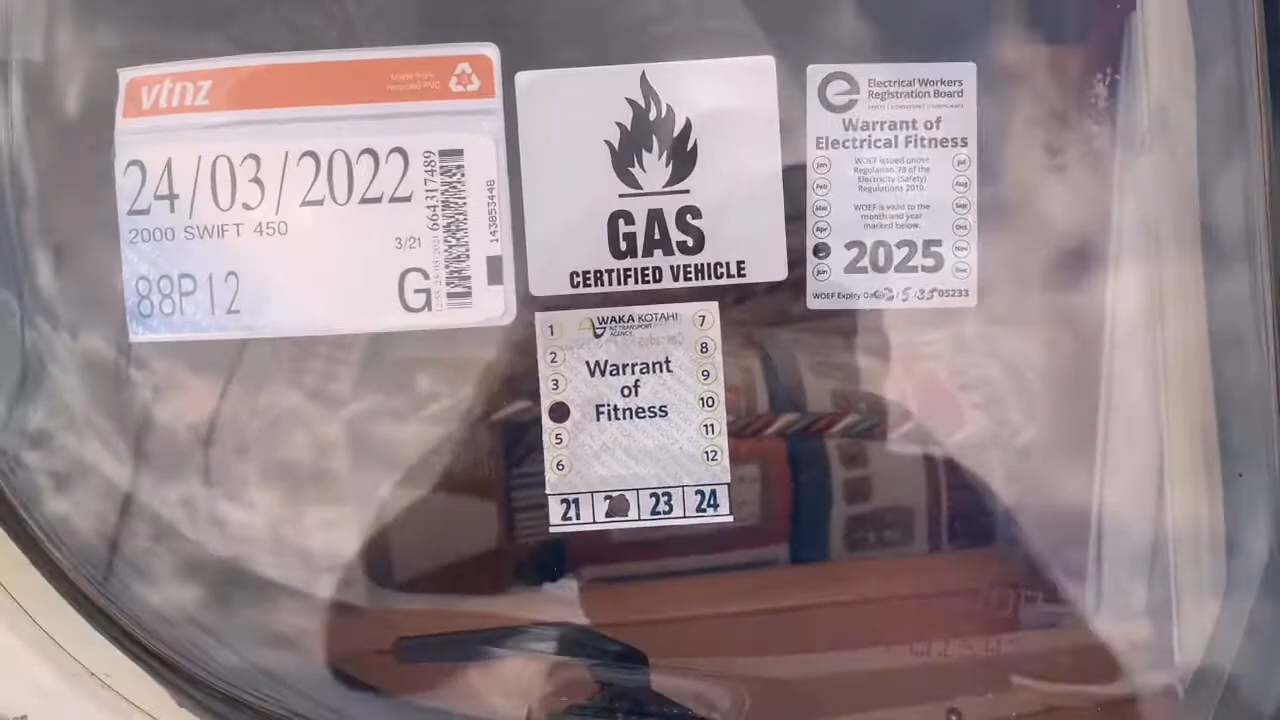 vtnz
Made from
recycled PVC
24/03/2022
2000 SWIFT 450
3/21
88P12
G
664317489
143853448
GAS
CERTIFIED VEHICLE
Electrical Workers
Registration Board
Warrant of
Electrical Fitness
WOEF issued under
Regulation 78 of the
Electricity (Safety)
Regulations 2010.
WOEF is valid to the
month and year
marked below.
Jan
Feb
Mar
Apr
Jun
Jul
Aug
Sept
Oct
Nov
Dec
2025
WOEF Expiry
05233
WAKA KOTAHI
NZ TRANSPORT
AGENCY
Warrant
of
Fitness
1
2
3
5
6
7
8
9
10
11
12
21 23 24